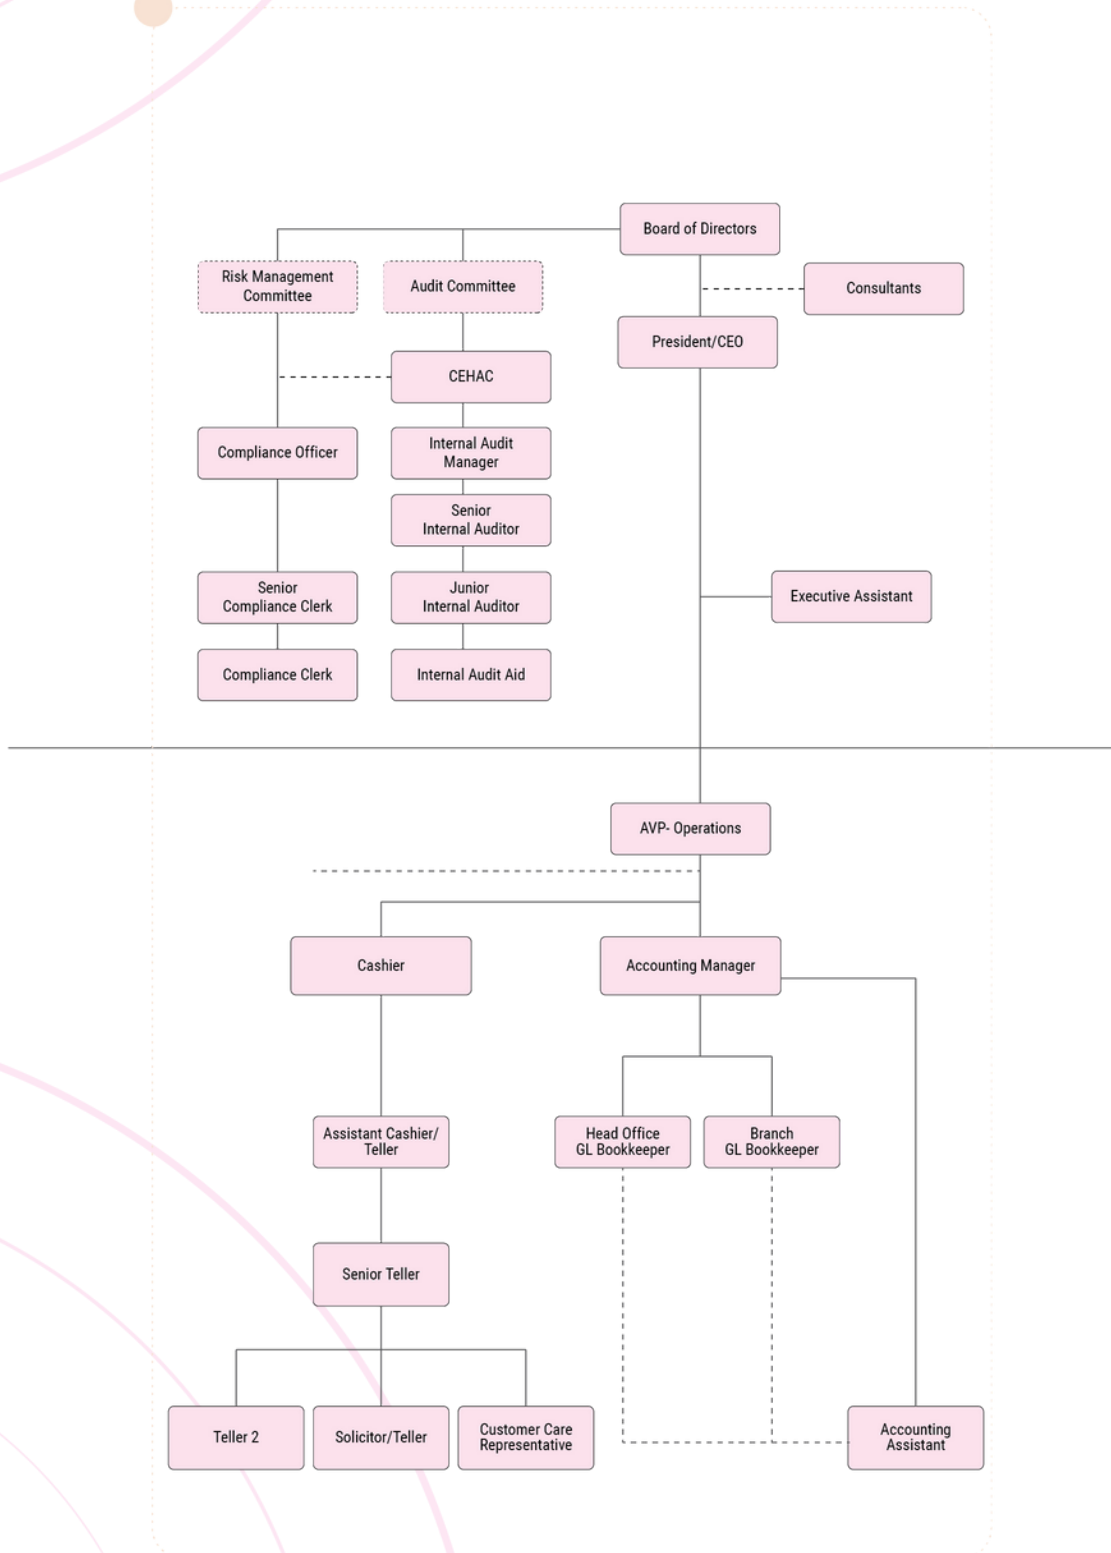 Board of Directors
Risk Management
Committee
Audit Committee
Consultants
President/CEO
CEHAC
Compliance Officer
Internal Audit
Manager
Senior
Internal Auditor
Senior
Compliance Clerk
Junior
Internal Auditor
Executive Assistant
Compliance Clerk
Internal Audit Aid
AVP- Operations
Cashier
Accounting Manager
Assistant Cashier/
Teller
Head Office
GL Bookkeeper
Branch
GL Bookkeeper
Senior Teller
Teller 2
Solicitor/Teller
Customer Care
Representative
Accounting
Assistant